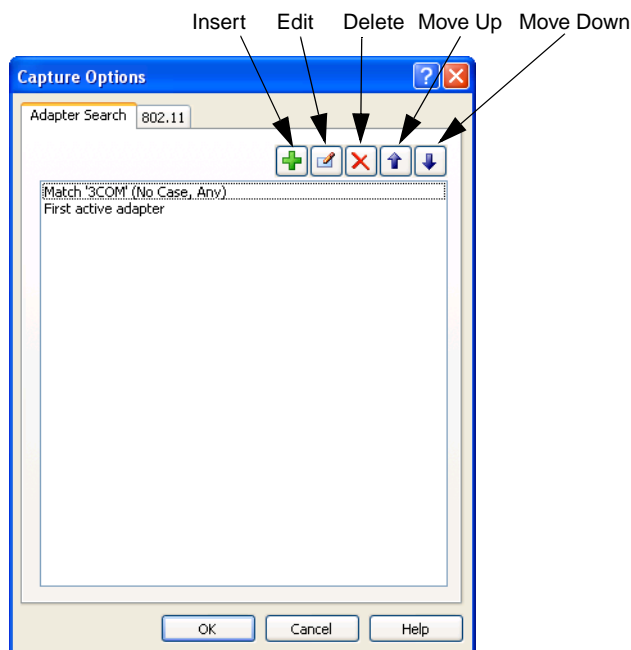 Insert Edit Delete Move Up Move Down
Capture Options
Adapter Search 802.11
Match '3COM' (No Case, Any)
First active adapter
OK Cancel Help